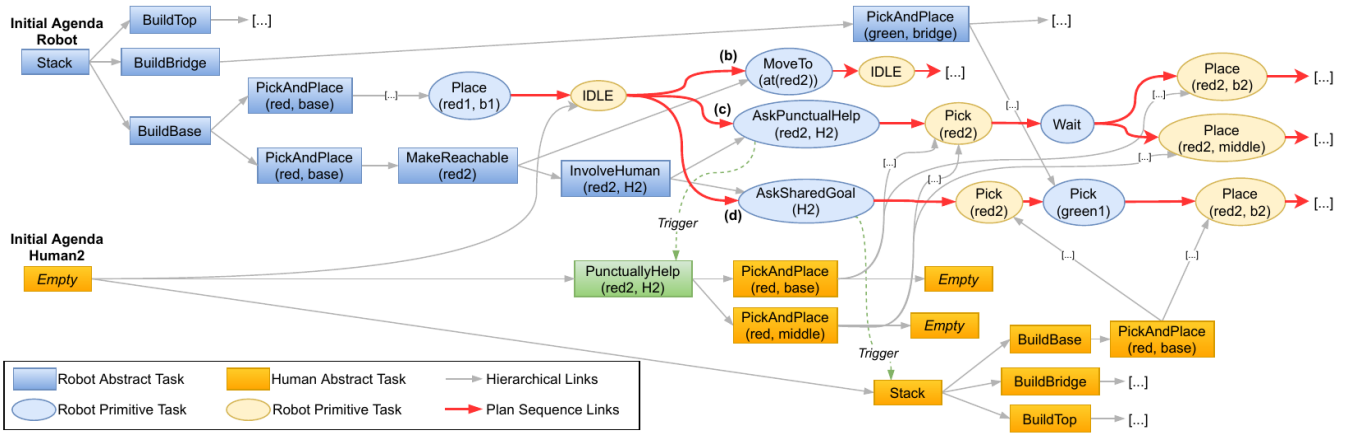 Initial Agenda
Robot
Stack
BuildTop
[...]
BuildBridge
PickAndPlace
(green, bridge)
[...]
BuildBase
PickAndPlace
(red, base)
[...]
Place
(red1, b1)
IDLE
(b)
MoveTo
(at(red2))
IDLE
[...]
(c)
AskPunctualHelp
(red2, H2)
Pick
(red2)
[...]
Wait
[...]
Place
(red2, b2)
[...]
Place
(red2, middle)
[...]
[...]
PickAndPlace
(red, base)
MakeReachable
(red2)
InvolveHuman
(red2, H2)
[...]
[...]
(d)
AskSharedGoal
(H2)
Pick
(red2)
Pick
(green1)
Place
(red2, b2)
[...]
Trigger
Initial Agenda
Human2
Empty
PunctuallyHelp
(red2, H2)
PickAndPlace
(red, base)
Empty
[...]
[...]
PickAndPlace
(red, middle)
Empty
Trigger
BuildBase
PickAndPlace
(red, base)
Stack
BuildBridge
[...]
BuildTop
[...]
Robot Abstract Task
Human Abstract Task
Hierarchical Links
Robot Primitive Task
Robot Primitive Task
Plan Sequence Links